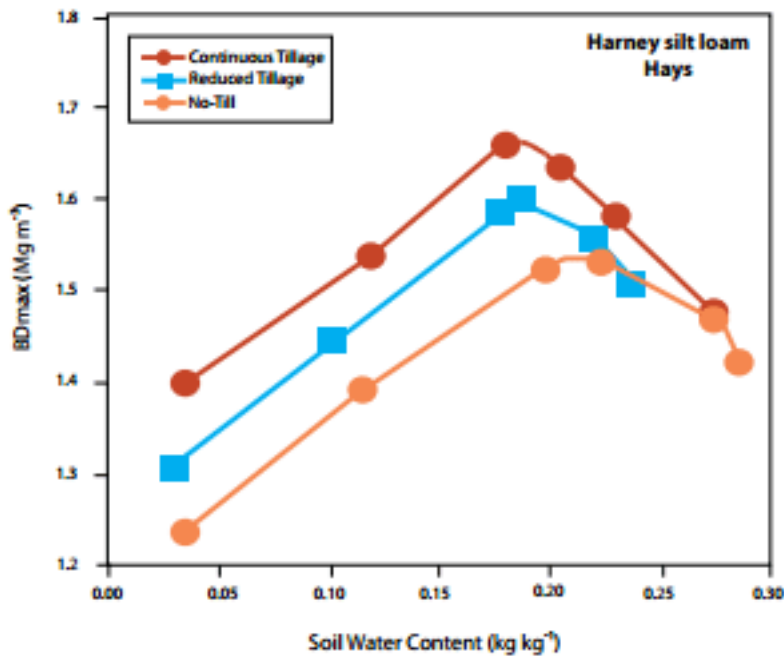 Harney silt loam
Hays
Continuous Tillage
Reduced Tillage
No-Till
BDmax (Mg m⁻³)
1.8
1.7
1.6
1.5
1.4
1.3
1.2
0.00 0.05 0.10 0.15 0.20 0.25 0.30
Soil Water Content (kg kg⁻¹)